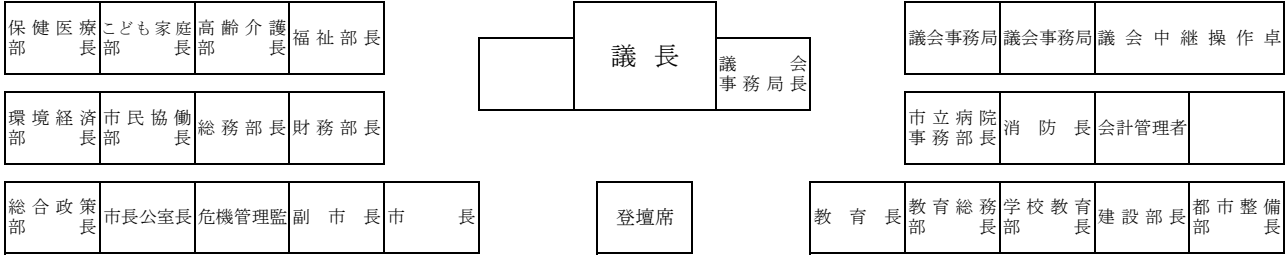 保健医療部長 こども家庭部長 高齢介護部長 福祉部長
議長
議会事務局長
議会事務局 議会事務局 議会中継操作卓
環境経済部長 市民協働部長 総務部長 財務部長
市立病院事務部長 消防長 会計管理者
総合政策部長 市長公室長 危機管理監 副市長 市長
登壇席
教育長 教育総務部長 学校教育部長 建設部長 都市整備部長